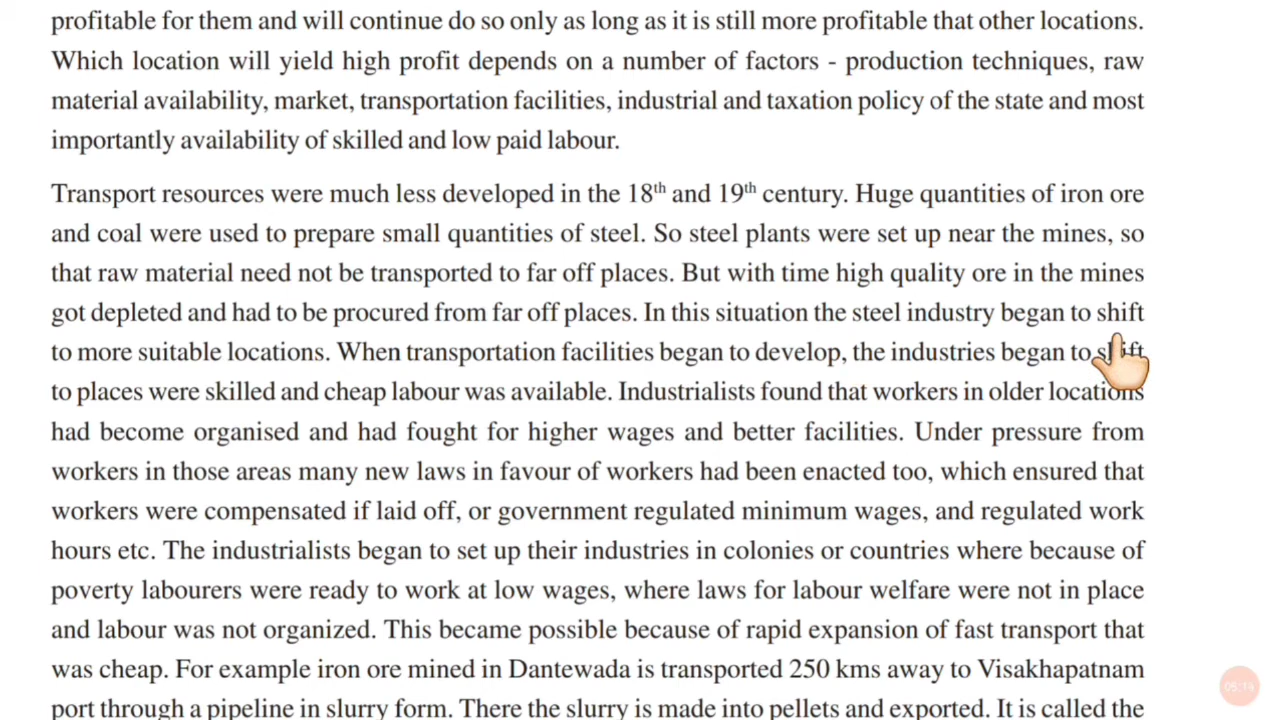 profitable for them and will continue do so only as long as it is still more profitable that other locations.
Which location will yield high profit depends on a number of factors - production techniques, raw
material availability, market, transportation facilities, industrial and taxation policy of the state and most
importantly availability of skilled and low paid labour.
Transport resources were much less developed in the 18th and 19th century. Huge quantities of iron ore
and coal were used to prepare small quantities of steel. So steel plants were set up near the mines, so
that raw material need not be transported to far off places. But with time high quality ore in the mines
got depleted and had to be procured from far off places. In this situation the steel industry began to shift
to more suitable locations. When transportation facilities began to develop, the industries began to shift
to places were skilled and cheap labour was available. Industrialists found that workers in older locations
had become organised and had fought for higher wages and better facilities. Under pressure from
workers in those areas many new laws in favour of workers had been enacted too, which ensured that
workers were compensated if laid off, or government regulated minimum wages, and regulated work
hours etc. The industrialists began to set up their industries in colonies or countries where because of
poverty labourers were ready to work at low wages, where laws for labour welfare were not in place
and labour was not organized. This became possible because of rapid expansion of fast transport that
was cheap. For example iron ore mined in Dantewada is transported 250 kms away to Visakhapatnam
port through a pipeline in slurry form. There the slurry is made into pellets and exported. It is called the